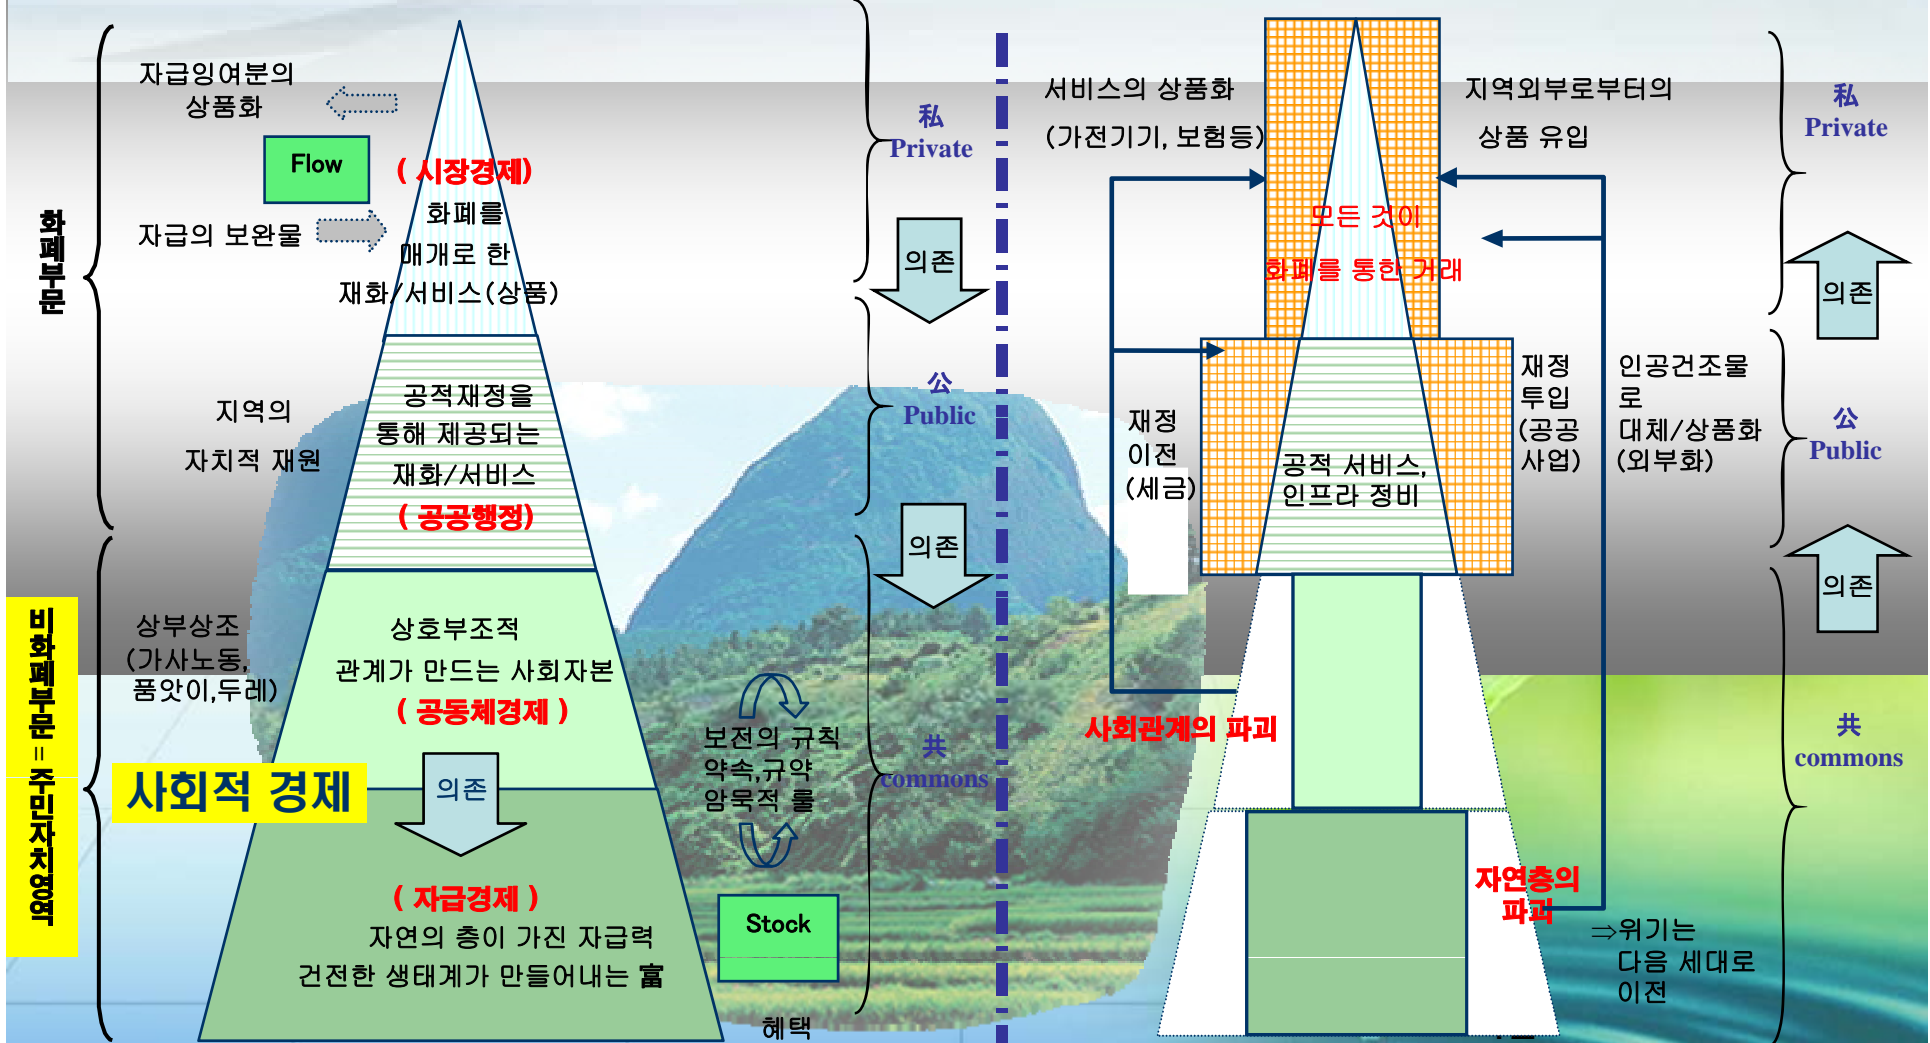 자급잉여분의
상품화
Flow
( 시장경제)
자급의 보완물
화폐를
매개로 한
재화/서비스(상품)
화폐부문
私
Private
의존
지역의
자치적 재원
공적재정을
통해 제공되는
재화/서비스
( 공공행정)
公
Public
의존
비화폐부문 = 주민자치영역
상부상조
(가사노동,
품앗이,두레)
상호부조적
관계가 만드는 사회자본
( 공동체경제 )
사회적 경제
의존
보전의 규칙
약속,규약
암묵적 룰
共
commons
( 자급경제 )
자연의 층이 가진 자급력
건전한 생태계가 만들어내는 富
Stock
혜택
서비스의 상품화
(가전기기, 보험등)
지역외부로부터의
상품 유입
私
Private
모든 것이
화폐를 통한 거래
의존
재정
이전
(세금)
공적 서비스,
인프라 정비
재정
투입
(공공
사업)
인공건조물
로
대체/상품화
(외부화)
公
Public
의존
사회관계의 파괴
共
commons
자연층의
파괴
⇒위기는
다음 세대로
이전